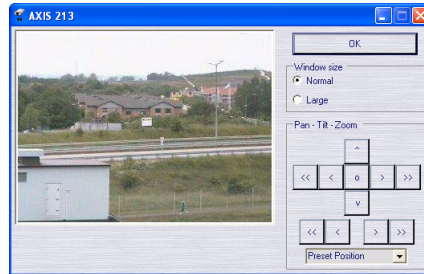 AXIS 213
OK
Window size
Normal
Large
Pan - Tilt - Zoom
^
<< < o > >>
v
<< < > >>
Preset Position